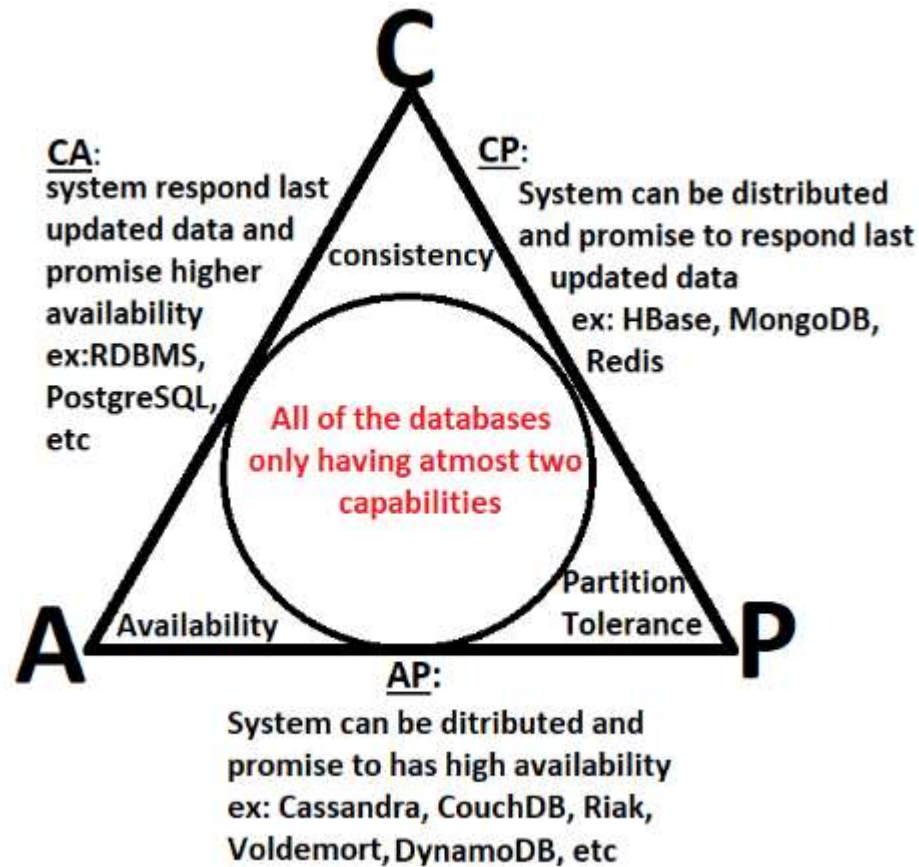 C
CA:
system respond last
updated data and
promise higher
availability
ex:RDBMS,
PostgreSQL,
etc
CP:
System can be distributed
and promise to respond last
updated data
ex: HBase, MongoDB,
Redis
consistency
All of the databases
only having atmost two
capabilities
A
Availability
Partition
Tolerance
P
AP:
System can be ditributed and
promise to has high availability
ex: Cassandra, CouchDB, Riak,
Voldemort,DynamoDB, etc